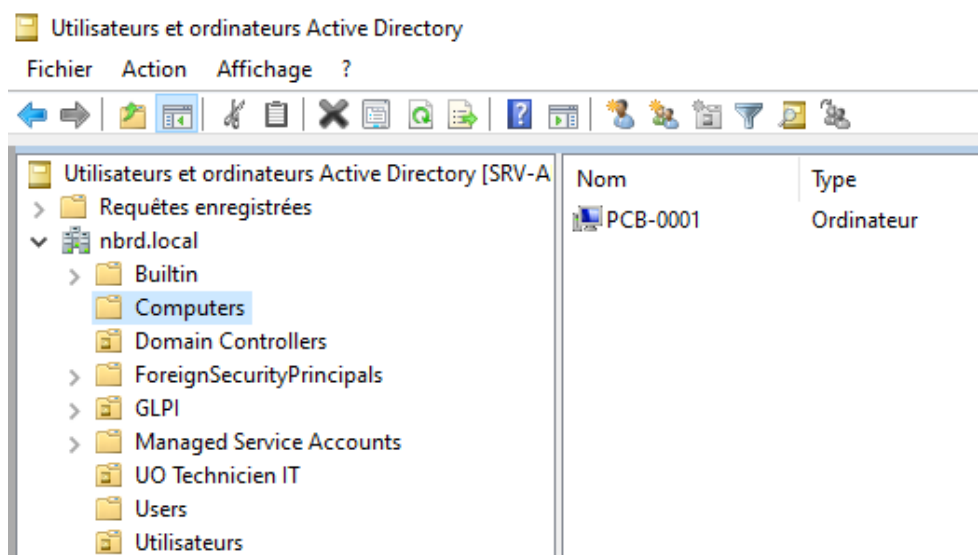 Utilisateurs et ordinateurs Active Directory
Fichier Action Affichage ?
Utilisateurs et ordinateurs Active Directory [SRV-A
Requêtes enregistrées
nbrd.local
Builtin
Computers
Domain Controllers
ForeignSecurityPrincipals
GLPI
Managed Service Accounts
UO Technicien IT
Users
Utilisateurs
Nom Type
PCB-0001 Ordinateur